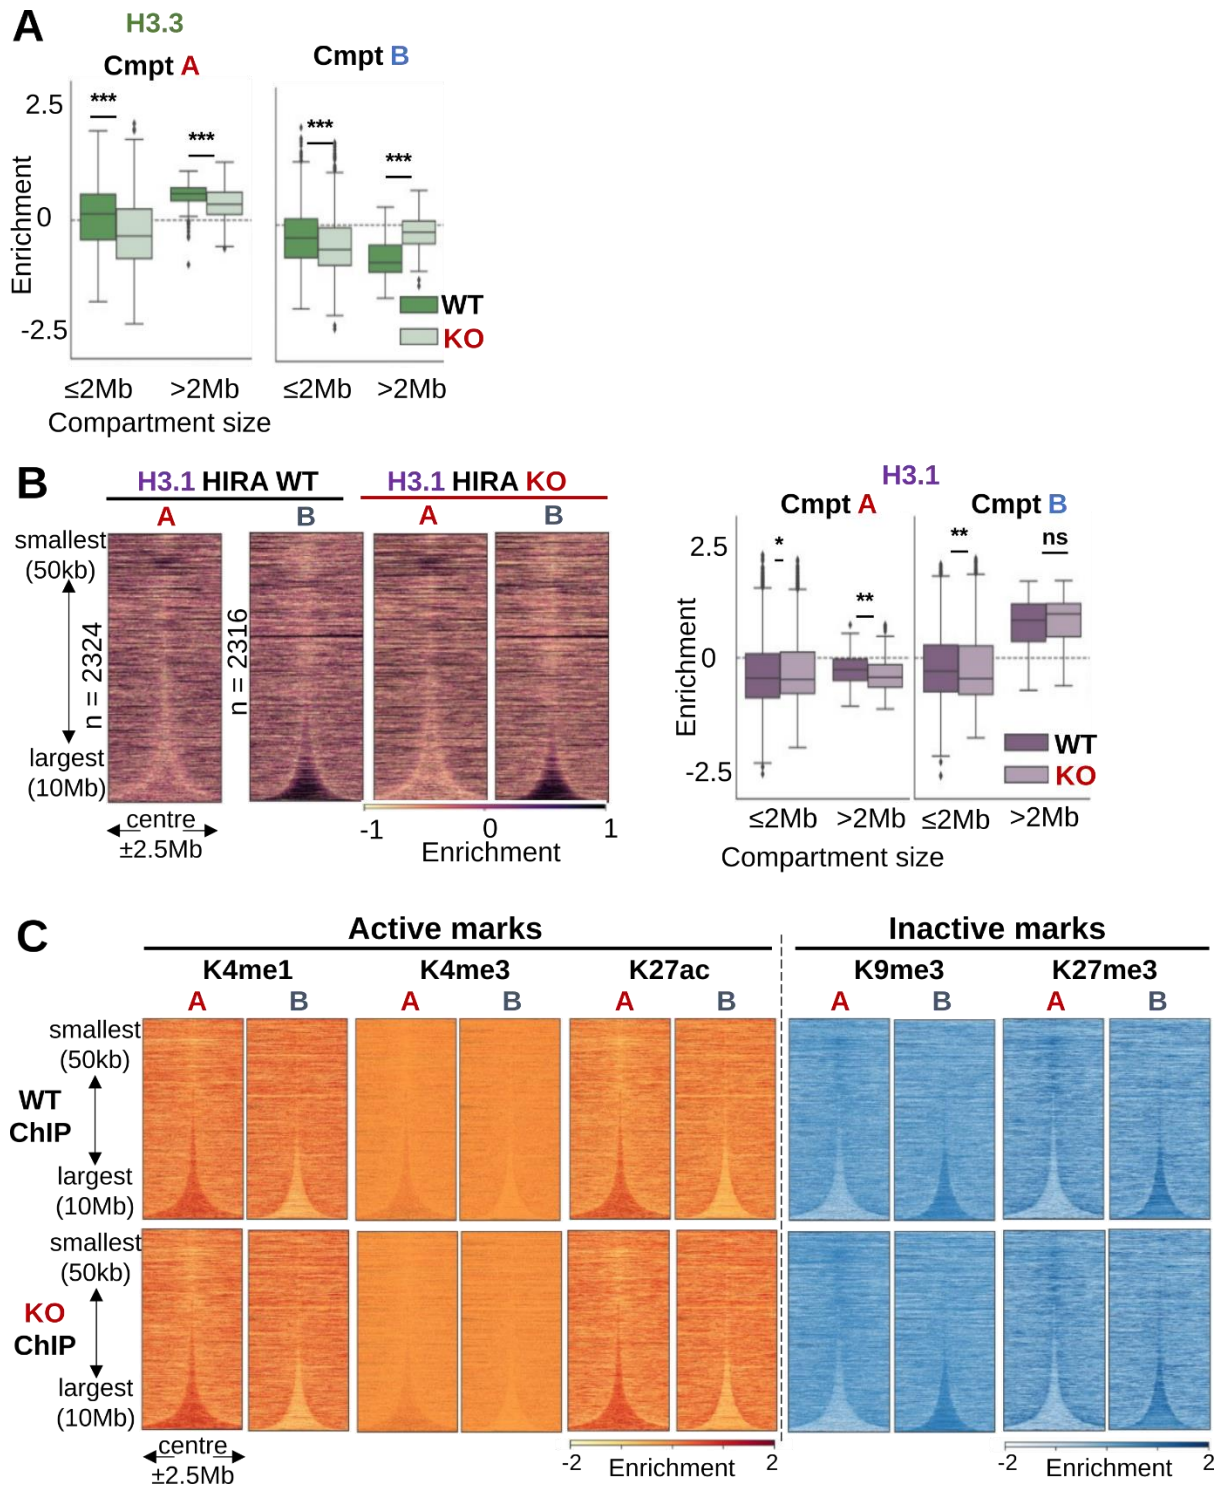 A
H3.3
Cmpt A
Cmpt B
2.5
0
-2.5
Enrichment
***
***
***
***
WT
KO
≤2Mb
>2Mb
≤2Mb
>2Mb
Compartment size
B
H3.1 HIRA WT
H3.1 HIRA KO
A
B
A
B
smallest
(50kb)
n = 2324
n = 2316
largest
(10Mb)
centre
±2.5Mb
-1
0
1
Enrichment
H3.1
Cmpt A
Cmpt B
2.5
0
-2.5
Enrichment
*
**
**
ns
WT
KO
≤2Mb
>2Mb
≤2Mb
>2Mb
Compartment size
C
Active marks
Inactive marks
K4me1
K4me3
K27ac
K9me3
K27me3
A
B
A
B
A
B
A
B
A
B
smallest
(50kb)
WT
ChIP
largest
(10Mb)
smallest
(50kb)
KO
ChIP
largest
(10Mb)
centre
±2.5Mb
-2
Enrichment
2
-2
Enrichment
2